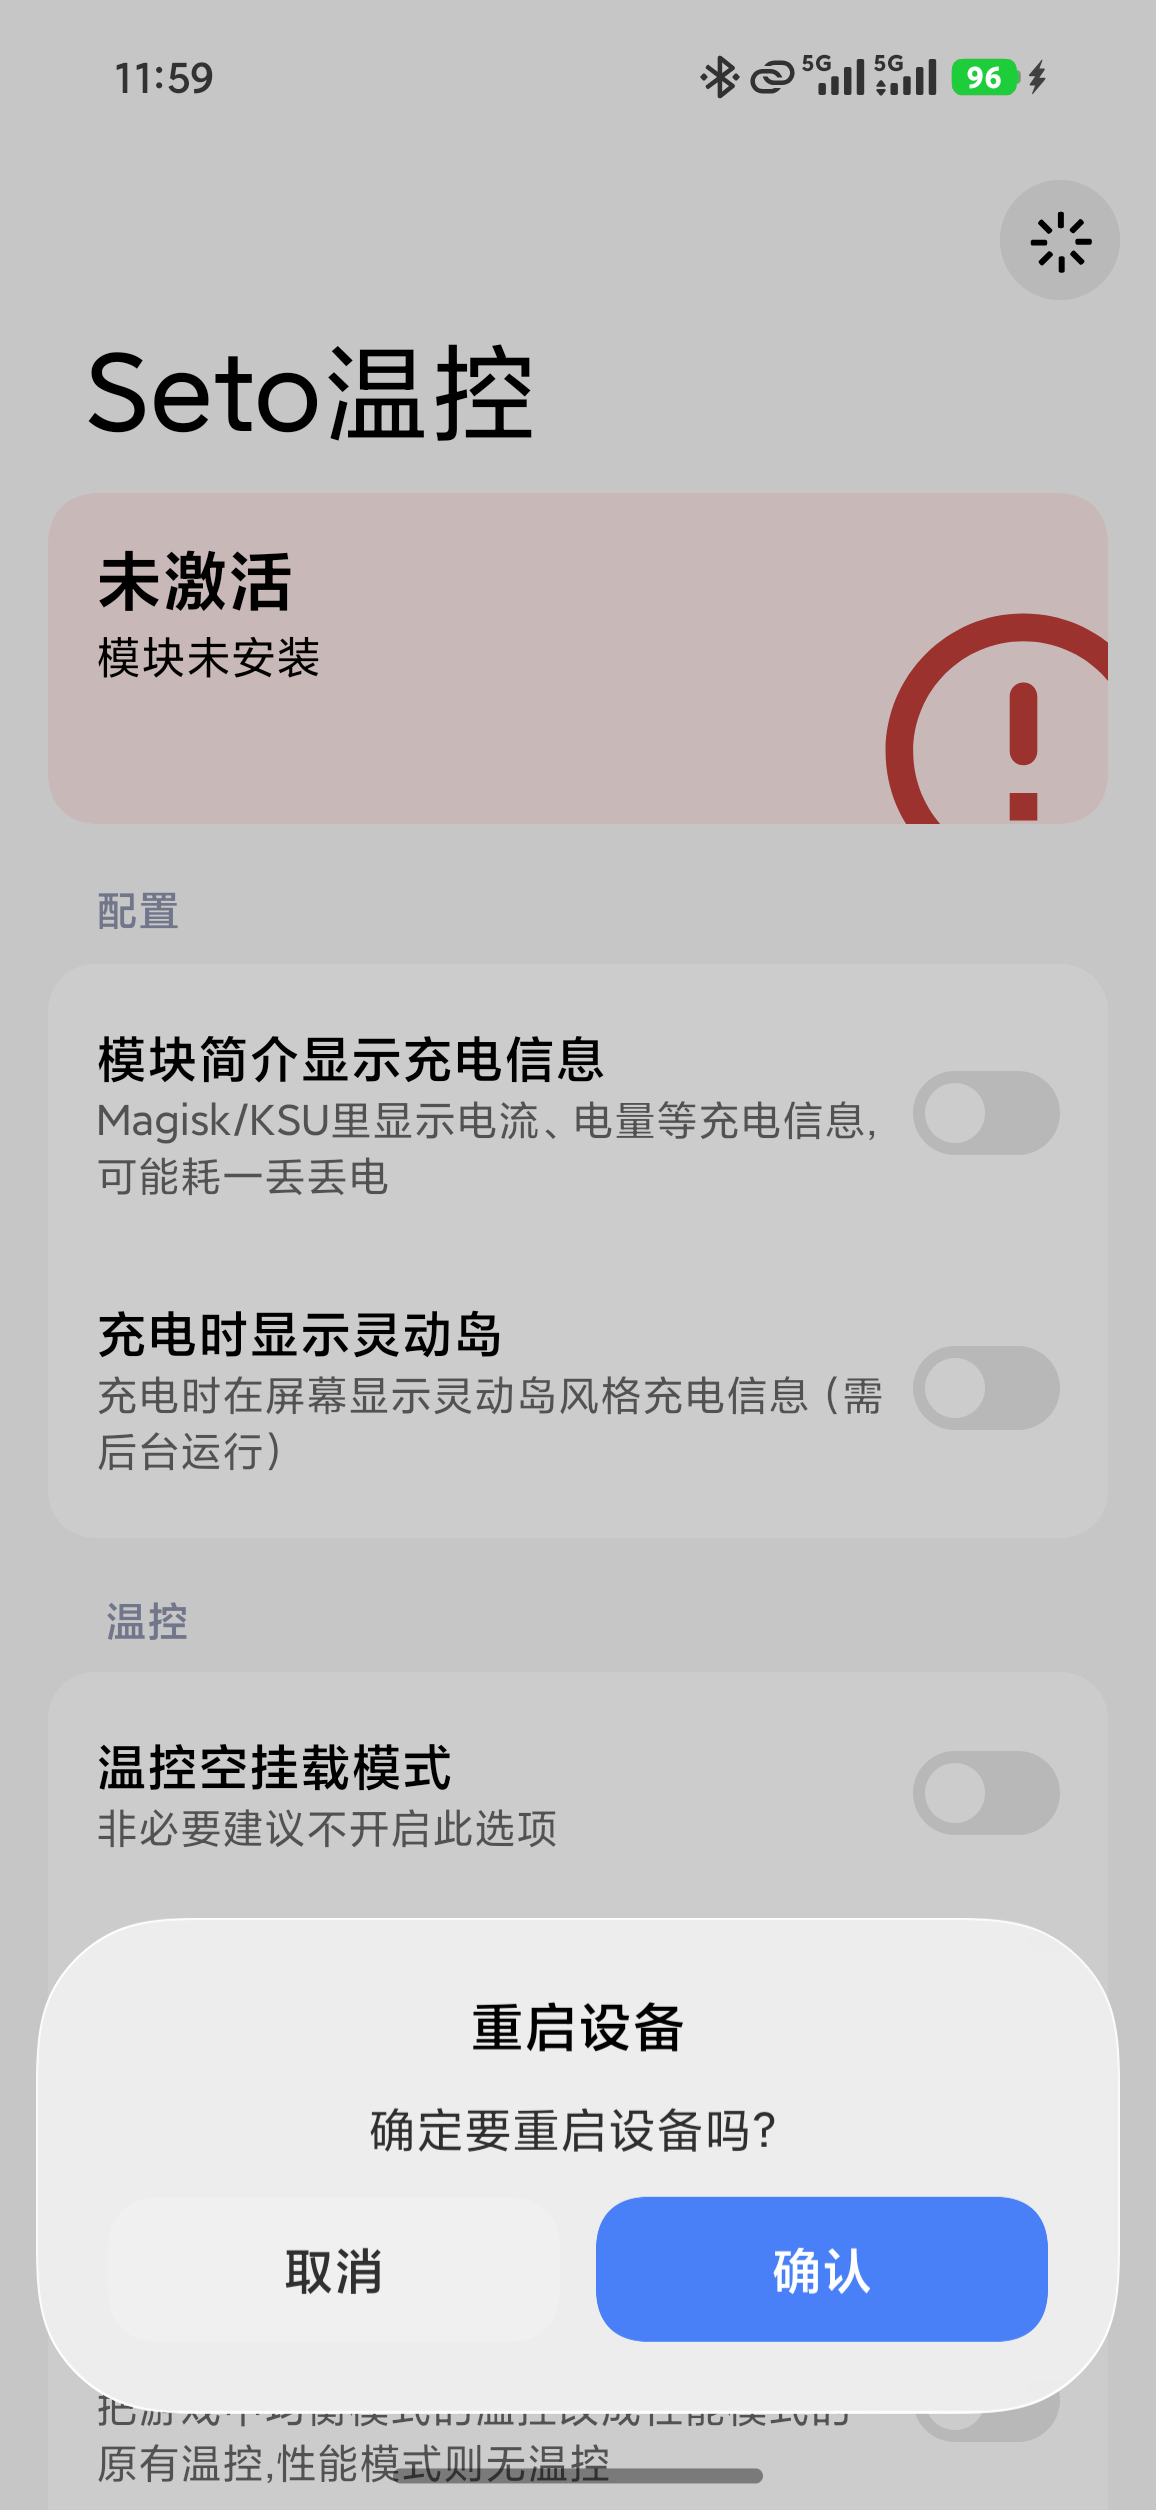 11:59
5G 5G 96
Seto温控
未激活
模块未安装
配置
模块简介显示充电信息
Magisk/KSU里显示电流、电量等充电信息,
可能耗一丢丢电
充电时显示灵动岛
充电时在屏幕显示灵动岛风格充电信息（需
后台运行）
温控
温控空挂载模式
非必要建议不开启此选项
重启设备
确定要重启设备吗?
取消 确认
原有温控,性能模式则无温控